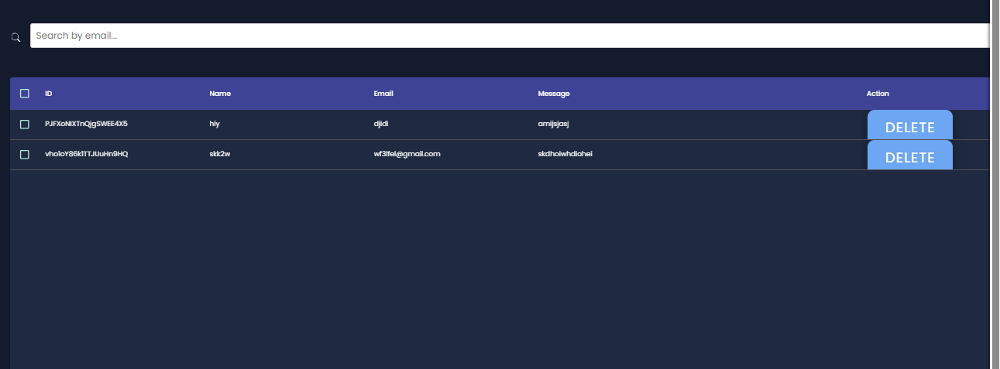 Search by email...
ID Name Email Message Action
PJFXoNIXTnQjgSWEE4X5 hiy djidi amijsjasj DELETE
vho1oY86k1TTJUuHn9HQ skk2w wf3lfel@gmail.com skdhoiwhdiohei DELETE